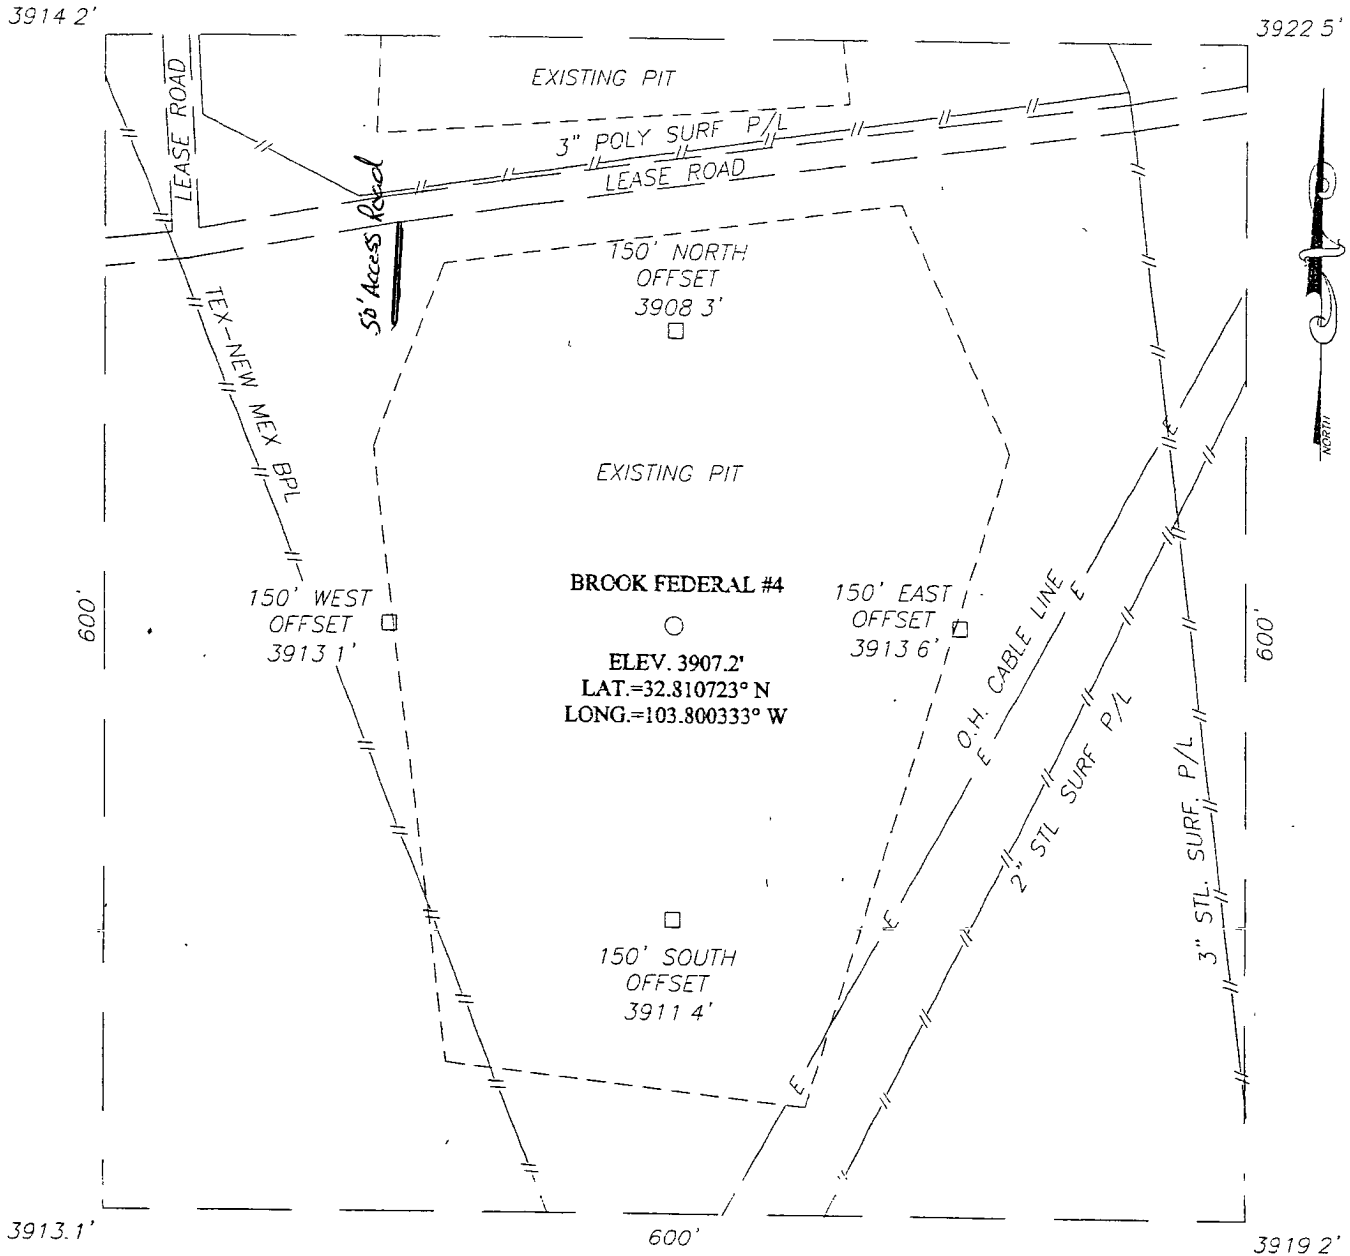 3914 2'
3922 5'
EXISTING PIT
LEASE ROAD
3" POLY SURF P/L
LEASE ROAD
50' Access Road
150' NORTH
OFFSET
3908 3'
NORTH
TEX-NEW MEX BPL
EXISTING PIT
BROOK FEDERAL #4
150' WEST
OFFSET
3913 1'
150' EAST
OFFSET
3913 6'
600'
600'
ELEV. 3907.2'
LAT.=32.810723° N
LONG.=103.800333° W
O.H. CABLE LINE
E
E
E
E
E
2" STL SURF P/L
3" STL. SURF. P/L
150' SOUTH
OFFSET
3911 4'
3913.1'
600'
3919 2'